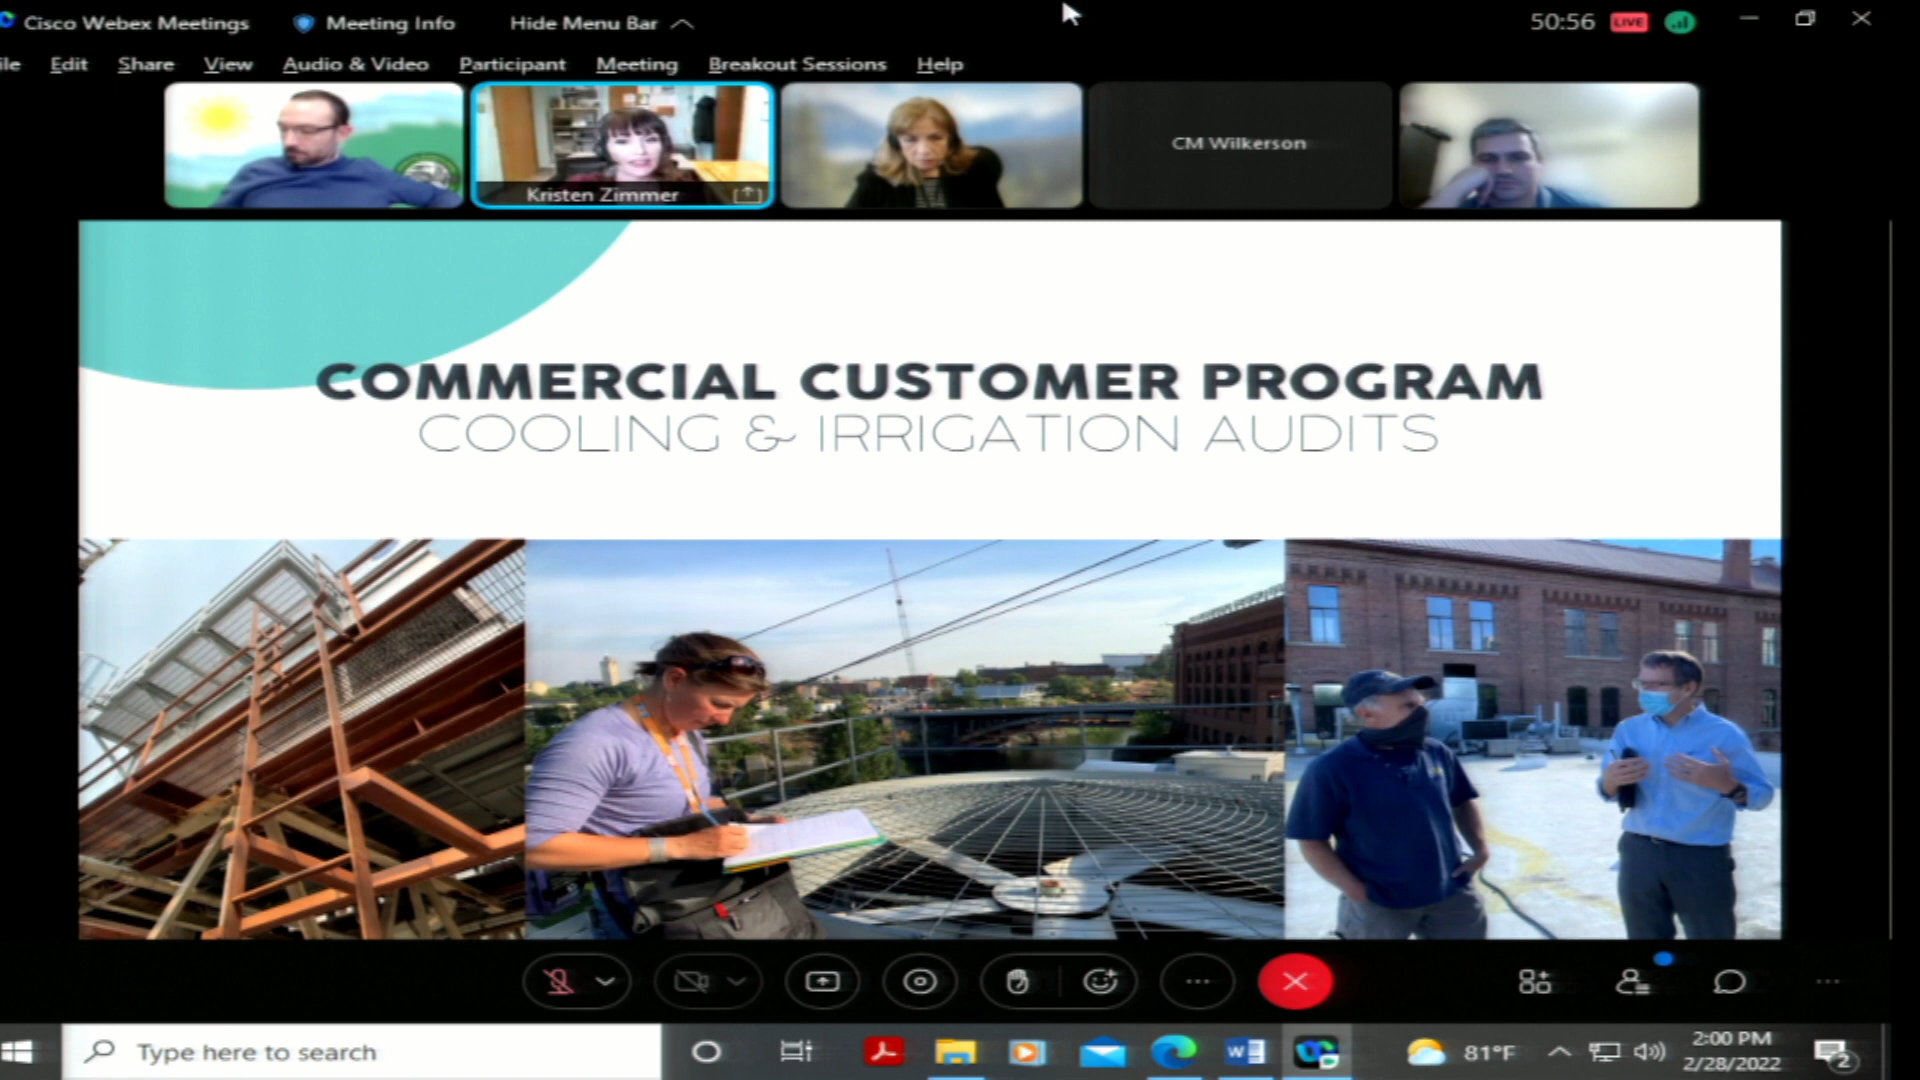 Cisco Webex Meetings
Meeting Info
Hide Menu Bar
50:56
LIVE
ile Edit Share View Audio & Video Participant Meeting Breakout Sessions Help
Kristen Zimmer
CM Wilkerson
COMMERCIAL CUSTOMER PROGRAM
COOLING & IRRIGATION AUDITS
Type here to search
W
81°F
2:00 PM
2/28/2022
2